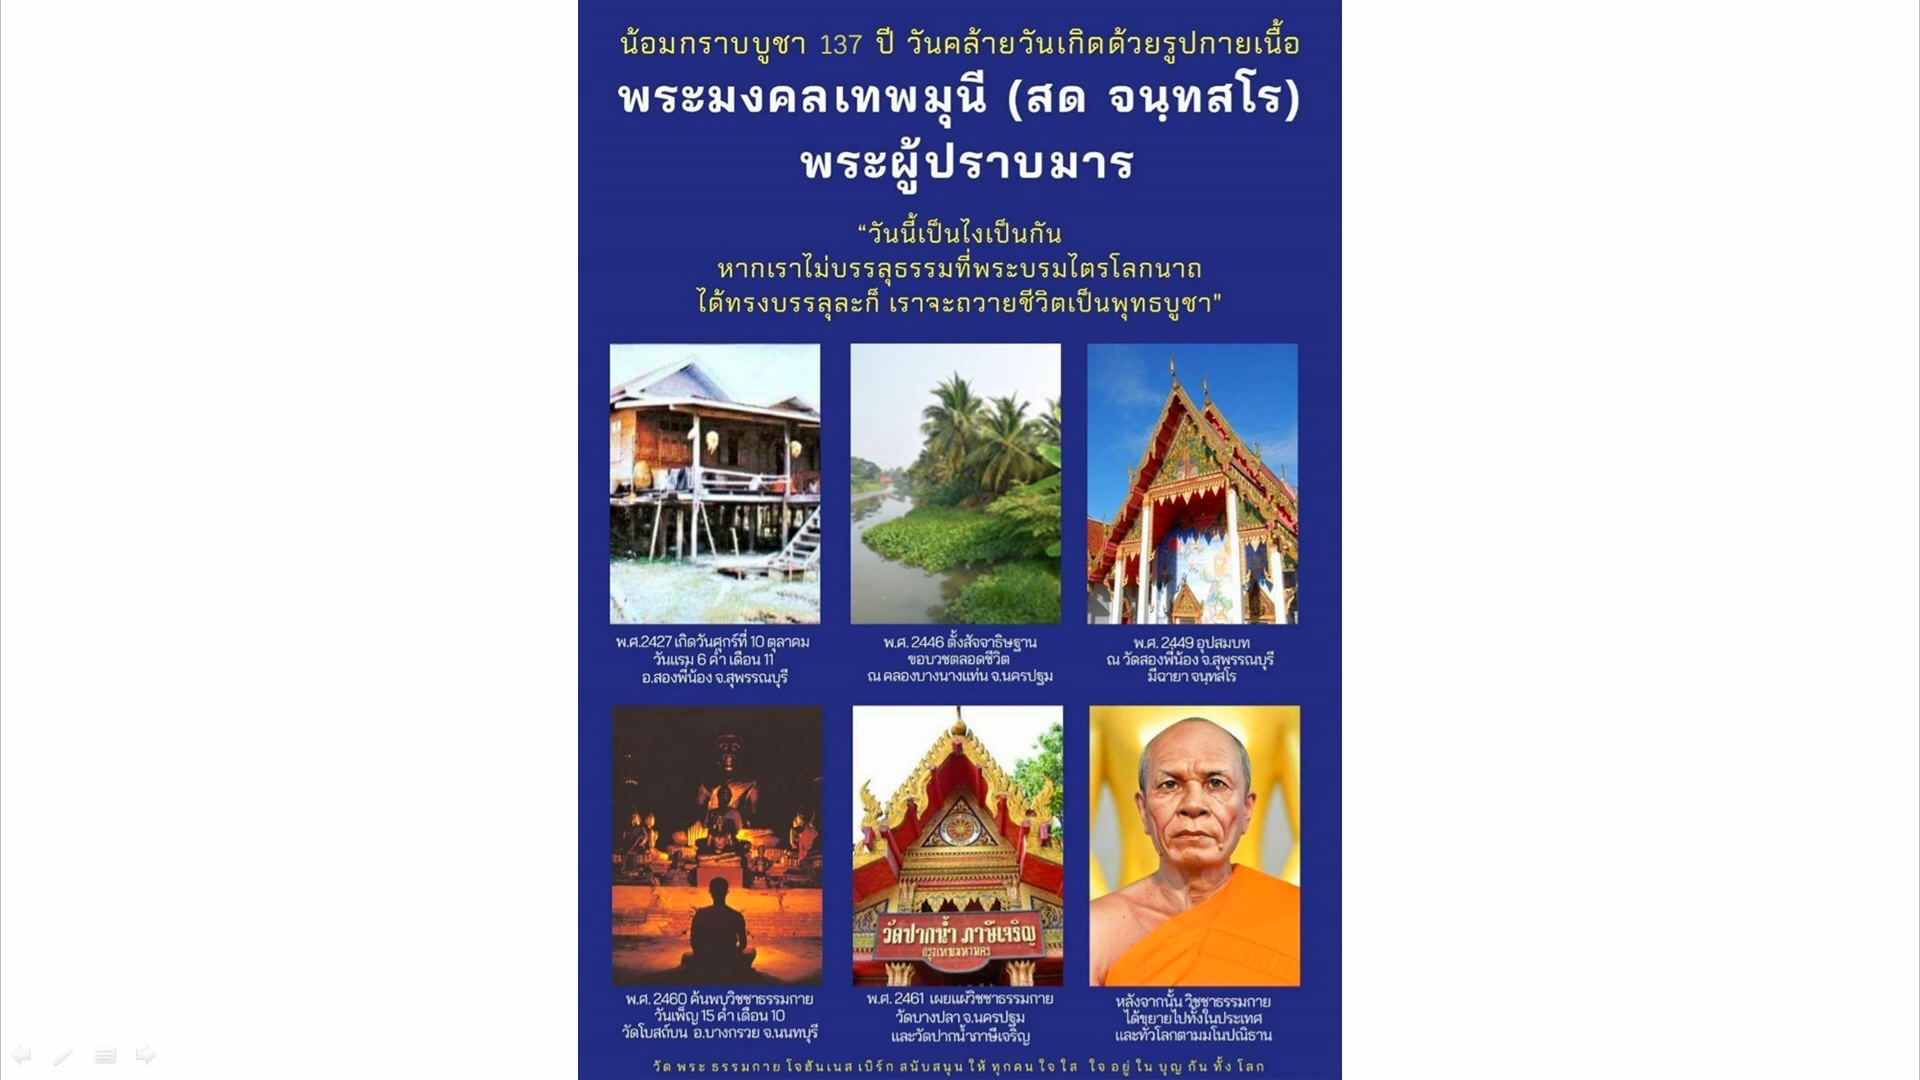 น้อมกราบบูชา 137 ปี วันคล้ายวันเกิดด้วยรูปกายเนื้อ
พระมงคลเทพมุนี (สด จนฺทสโร)
พระผู้ปราบมาร
“วันนี้เป็นไงเป็นกัน
หากเราไม่บรรลุธรรมที่พระบรมไตรโลกนาถ
ได้ทรงบรรลุละก็ เราจะถวายชีวิตเป็นพุทธบูชา"
พ.ศ.2427 เกิดวันศุกร์ที่ 10 ตุลาคม
วันแรม 6 ค่ำ เดือน 11
อ.สองพี่น้อง จ.สุพรรณบุรี
พ.ศ. 2446 ตั้งสัจจาธิษฐาน
ขอบวชตลอดชีวิต
ณ คลองบางนางแท่น จ.นครปฐม
พ.ศ. 2449 อุปสมบท
ณ วัดสองพี่น้อง จ.สุพรรณบุรี
มีฉายา จนฺทสโร
วัดปากน้ำ ภาษีเจริญ
กรุงเทพมหานคร
พ.ศ. 2460 ค้นพบวิชชาธรรมกาย
วันเพ็ญ 15 ค่ำ เดือน 10
วัดโบสถ์บน อ.บางกรวย จ.นนทบุรี
พ.ศ. 2461 เผยแผ่วิชชาธรรมกาย
วัดบางปลา จ.นครปฐม
และวัดปากน้ำภาษีเจริญ
หลังจากนั้น วิชชาธรรมกาย
ได้ขยายไปทั้งในประเทศ
และทั่วโลกตามมโนปณิธาน
วัดพระธรรมกายโจฮันเนสเบิร์กสนับสนุนให้ทุกคนใจใส ใจอยู่ในบุญกันทั้งโลก